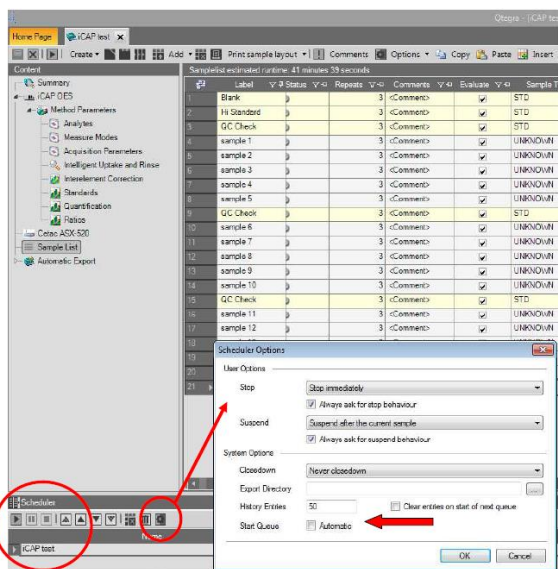 Qtegra - [iCAP tes
Home Page iCAP test
Create Add Print sample layout Comments Options Copy Paste Insert
Content
Samplelist estimated runtime: 41 minutes 39 seconds
Summary
iCAP OES
Method Parameters
Analytes
Measure Modes
Acquisition Parameters
Intelligent Uptake and Rinse
Interelement Correction
Standards
Quantification
Ratios
Cetac ASX-520
Sample List
Automatic Export
Label Status Repeats Comments Evaluate Sample T
1 Blank 3 <Comment> STD
2 Hi Standard 3 <Comment> STD
3 QC Check 3 <Comment> STD
4 sample 1 3 <Comment> UNKNOWN
5 sample 2 3 <Comment> UNKNOWN
6 sample 3 3 <Comment> UNKNOWN
7 sample 4 3 <Comment> UNKNOWN
8 sample 5 3 <Comment> UNKNOWN
9 QC Check 3 <Comment> STD
10 sample 6 3 <Comment> UNKNOWN
11 sample 7 3 <Comment> UNKNOWN
12 sample 8 3 <Comment> UNKNOWN
13 sample 9 3 <Comment> UNKNOWN
14 sample 10 3 <Comment> UNKNOWN
15 QC Check 3 <Comment> STD
16 sample 11 3 <Comment> UNKNOWN
17 sample 12 3 <Comment> UNKNOWN
18
19
20
21
Scheduler Options
User Options
Stop Stop immediately
Always ask for stop behaviour
Suspend Suspend after the current sample
Always ask for suspend behaviour
System Options
Closedown Never closedown
Export Directory ...
History Entries 50 Clear entries on start of next queue
Start Queue Automatic
OK Cancel
Scheduler
Name
iCAP test